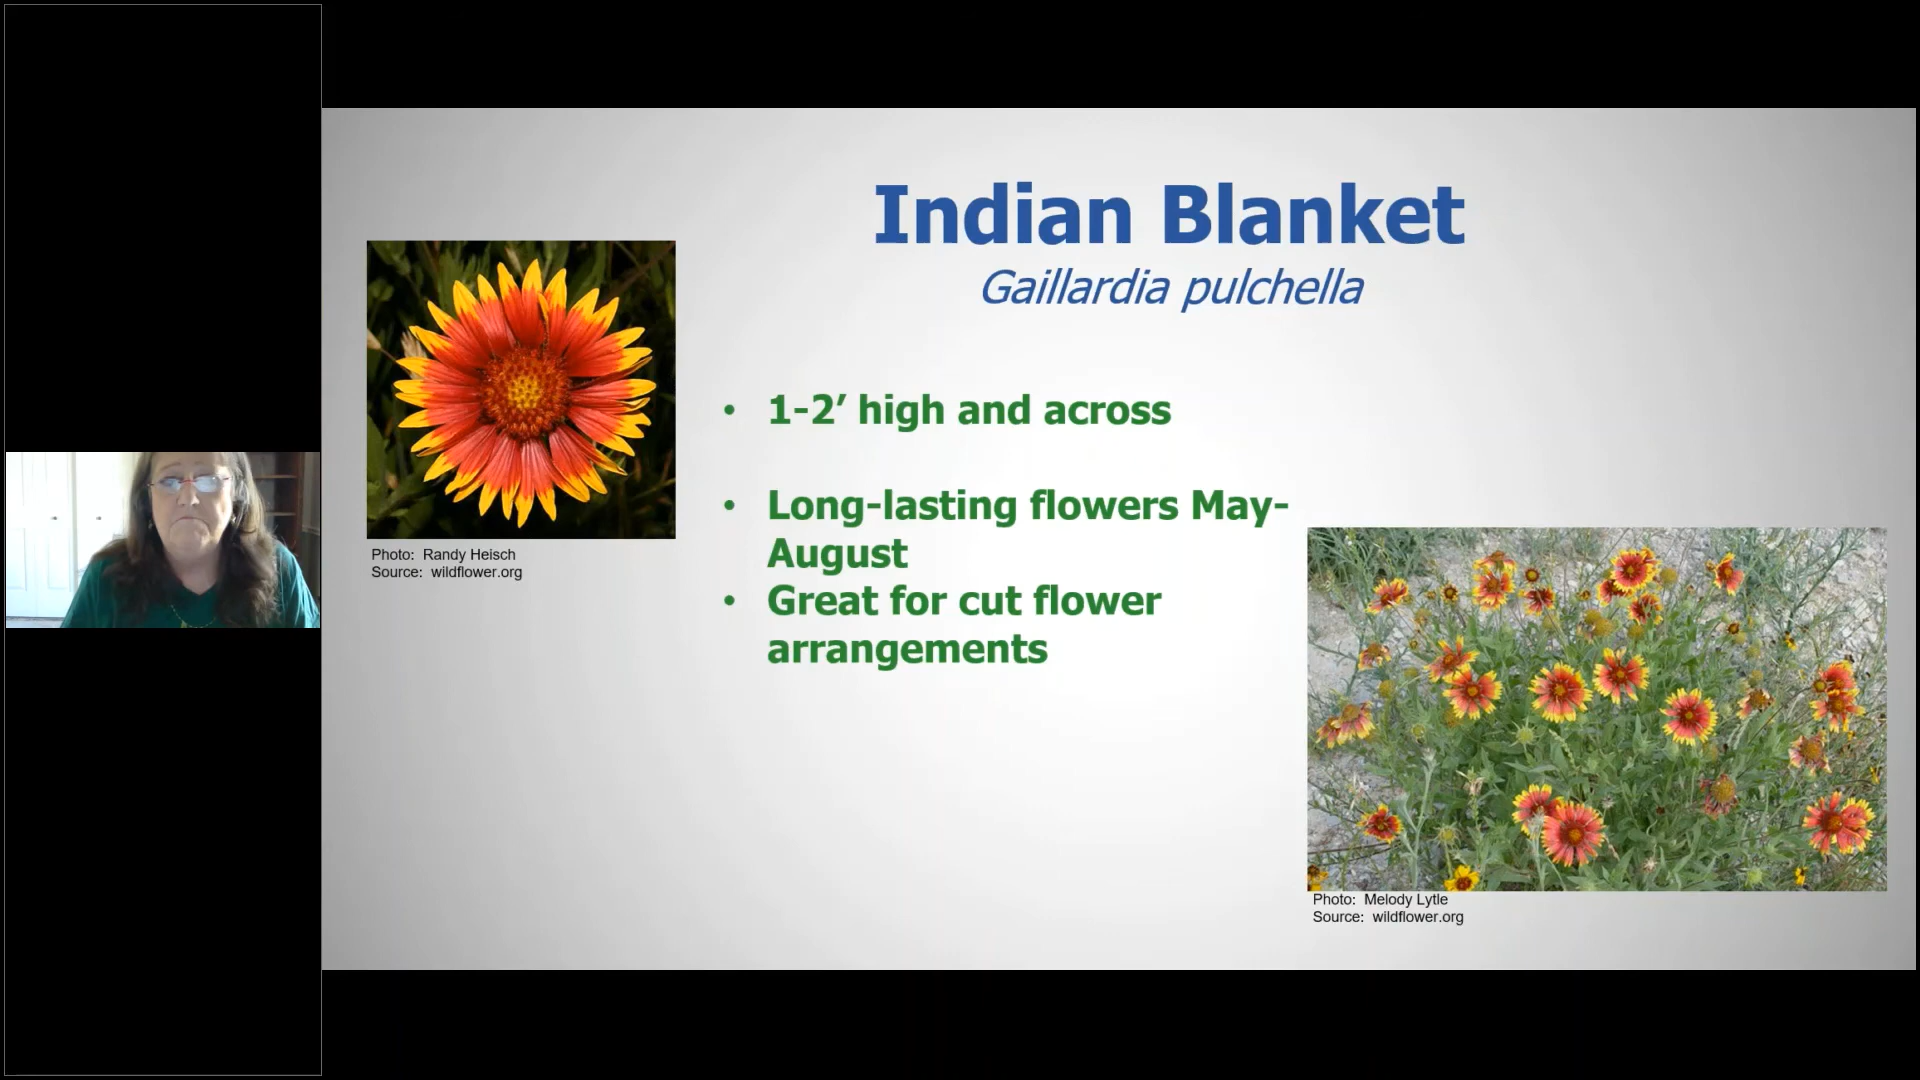 Indian Blanket
Gaillardia pulchella
• 1-2’ high and across
• Long-lasting flowers May-
August
• Great for cut flower
arrangements
Photo: Randy Heisch
Source: wildflower.org
Photo: Melody Lytle
Source: wildflower.org